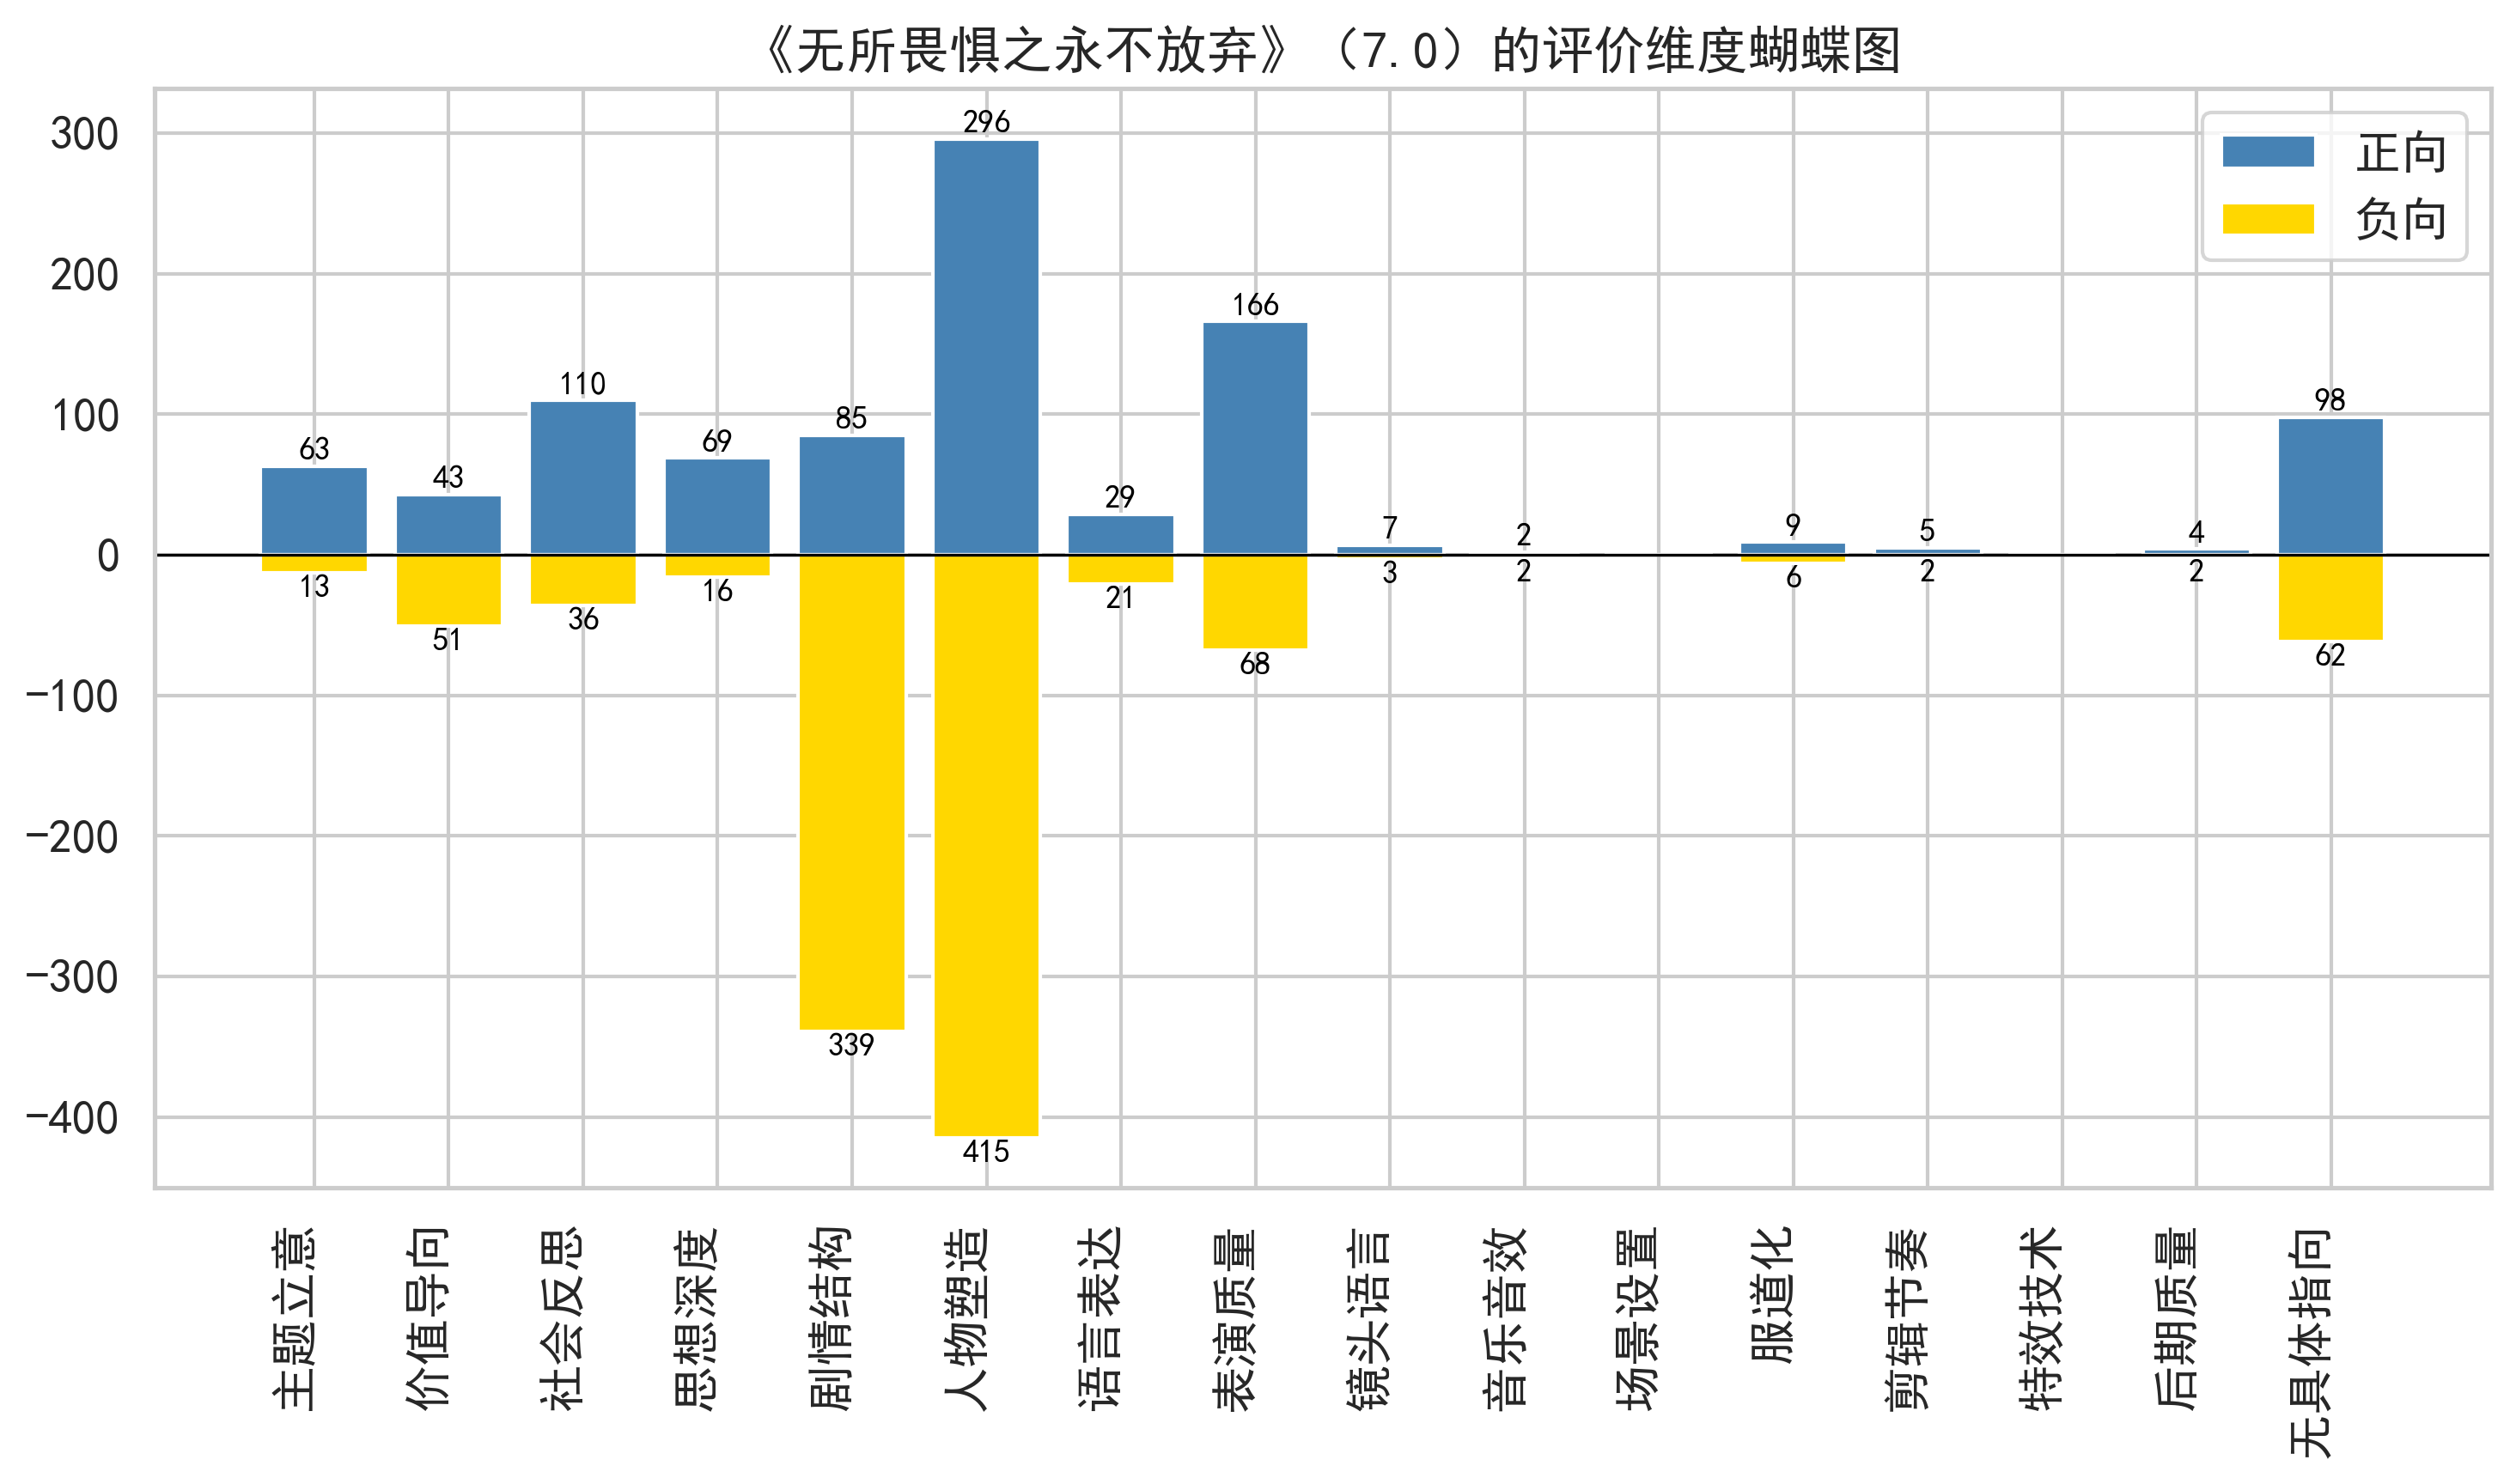 《无所畏惧之永不放弃》（7.0）的评价维度蝴蝶图
正向
负向
300
200
100
0
−100
−200
−300
−400
63
43
110
69
85
296
29
166
7
2
9
5
4
98
13
51
36
16
339
415
21
68
3
2
6
2
2
62
主题立意
价值导向
社会反思
思想深度
剧情结构
人物塑造
语言表达
表演质量
镜头语言
音乐音效
场景设置
服道化
剪辑节奏
特效技术
后期质量
无具体指向